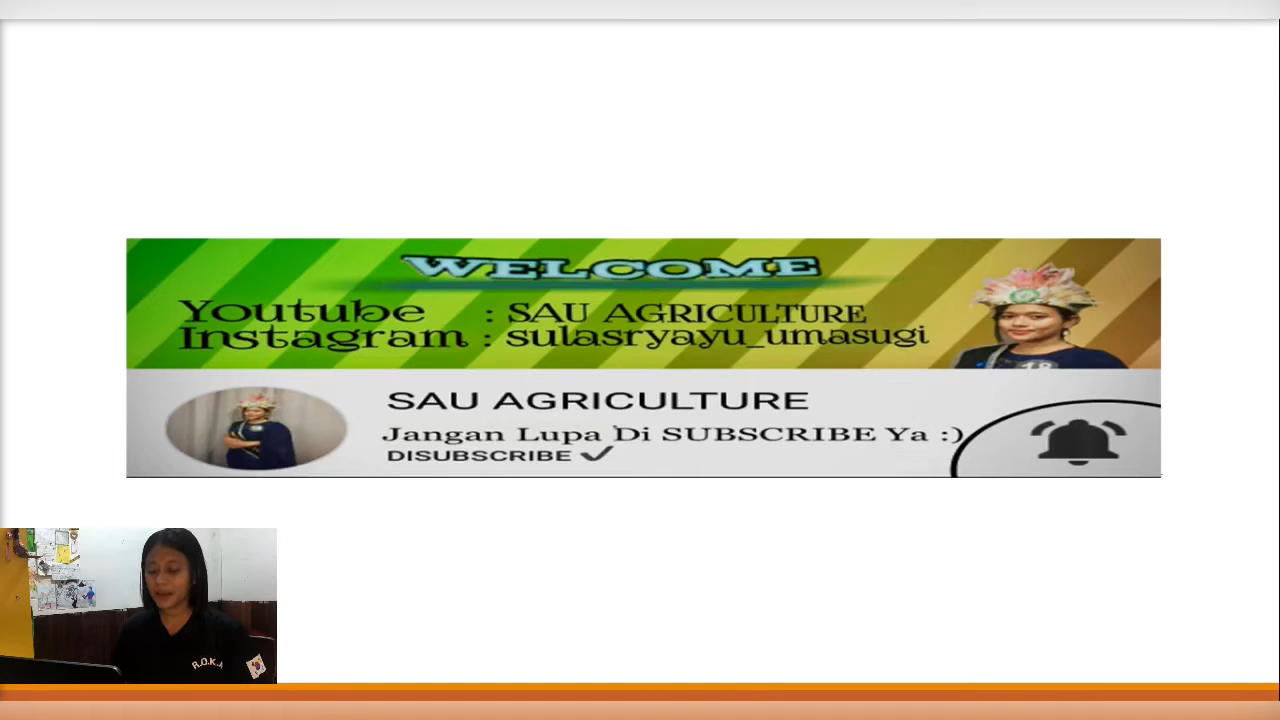 WELCOME
Youtube : SAU AGRICULTURE
Instagram : sulasryayu_umasugi
SAU AGRICULTURE
Jangan Lupa Di SUBSCRIBE Ya :)
DISUBSCRIBE ✓
R.O.K.A